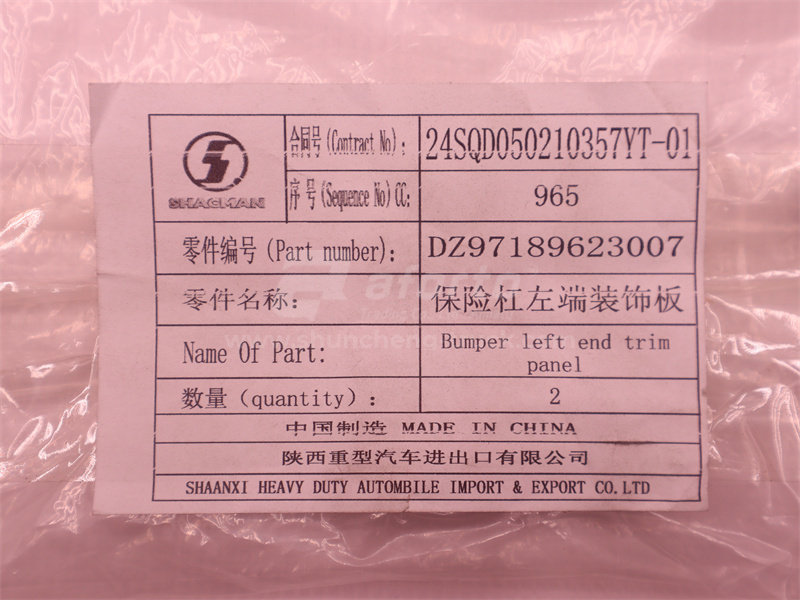 SHACMAN
合同号(Contract No)： 24SQD050210357YT-01
序号(Sequence No)CC: 965
零件编号(Part number): DZ97189623007
零件名称: 保险杠左端装饰板
Name Of Part: Bumper left end trim
panel
数量（quantity）： 2
中国制造 MADE IN CHINA
陕西重型汽车进出口有限公司
SHAANXI HEAVY DUTY AUTOMBILE IMPORT & EXPORT CO.LTD